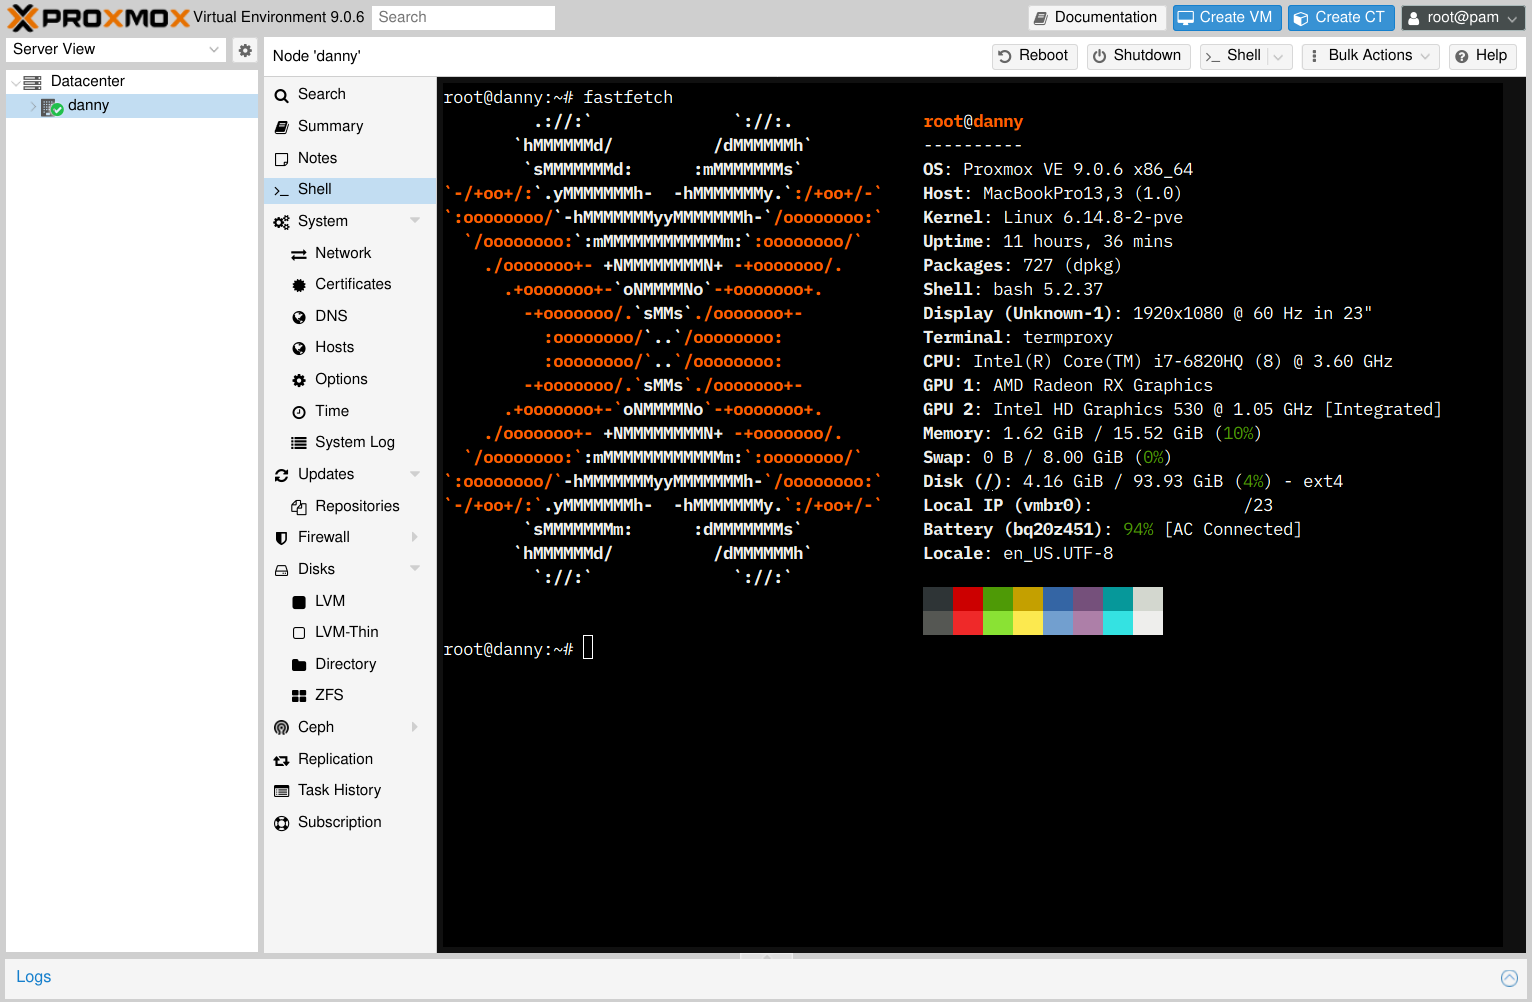 PROXMOX Virtual Environment 9.0.6 Search Documentation Create VM Create CT root@pam
Server View
Datacenter
danny
Node 'danny' Reboot Shutdown Shell Bulk Actions Help
Search
Summary
Notes
Shell
System
Network
Certificates
DNS
Hosts
Options
Time
System Log
Updates
Repositories
Firewall
Disks
LVM
LVM-Thin
Directory
ZFS
Ceph
Replication
Task History
Subscription
root@danny:~# fastfetch
         .://:`              `://:.
       `hMMMMMMd/          /dMMMMMMh`
        `sMMMMMMMd:      :mMMMMMMMs`
`-/+oo+/:`.yMMMMMMMh-  -hMMMMMMMy.`:/+oo+/-`
`:oooooooo/`-hMMMMMMMyyMMMMMMMh-`/oooooooo:`
  `/oooooooo:`:mMMMMMMMMMMMMm:`:oooooooo/`
    ./ooooooo+- +NMMMMMMMMN+ -+ooooooo/.
      .+ooooooo+-`oNMMMMNo`-+ooooooo+.
        -+ooooooo/.`sMMs`./ooooooo+-
          :oooooooo/`..`/oooooooo:
          :oooooooo/`..`/oooooooo:
        -+ooooooo/.`sMMs`./ooooooo+-
      .+ooooooo+-`oNMMMMNo`-+ooooooo+.
    ./ooooooo+- +NMMMMMMMMN+ -+ooooooo/.
  `/oooooooo:`:mMMMMMMMMMMMMm:`:oooooooo/`
`:oooooooo/`-hMMMMMMMyyMMMMMMMh-`/oooooooo:`
`-/+oo+/:`.yMMMMMMMh-  -hMMMMMMMy.`:/+oo+/-`
        `sMMMMMMMm:      :dMMMMMMMs`
       `hMMMMMMd/          /dMMMMMMh`
         `://:`              `://:`
root@danny
----------
OS: Proxmox VE 9.0.6 x86_64
Host: MacBookPro13,3 (1.0)
Kernel: Linux 6.14.8-2-pve
Uptime: 11 hours, 36 mins
Packages: 727 (dpkg)
Shell: bash 5.2.37
Display (Unknown-1): 1920x1080 @ 60 Hz in 23"
Terminal: termproxy
CPU: Intel(R) Core(TM) i7-6820HQ (8) @ 3.60 GHz
GPU 1: AMD Radeon RX Graphics
GPU 2: Intel HD Graphics 530 @ 1.05 GHz [Integrated]
Memory: 1.62 GiB / 15.52 GiB (10%)
Swap: 0 B / 8.00 GiB (0%)
Disk (/): 4.16 GiB / 93.93 GiB (4%) - ext4
Local IP (vmbr0): /23
Battery (bq20z451): 94% [AC Connected]
Locale: en_US.UTF-8
root@danny:~#
Logs